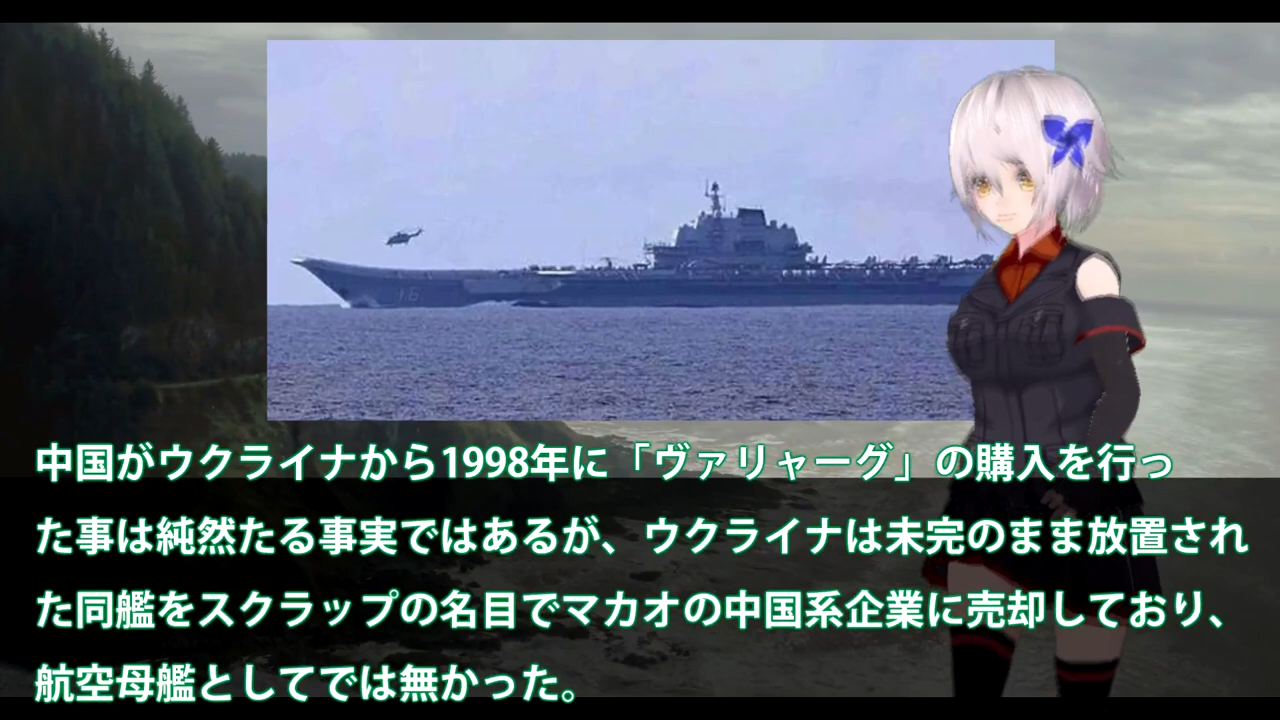 16
中国がウクライナから1998年に「ヴァリャーグ」の購入を行っ
た事は純然たる事実ではあるが、ウクライナは未完のまま放置され
た同艦をスクラップの名目でマカオの中国系企業に売却しており、
航空母艦としてでは無かった。